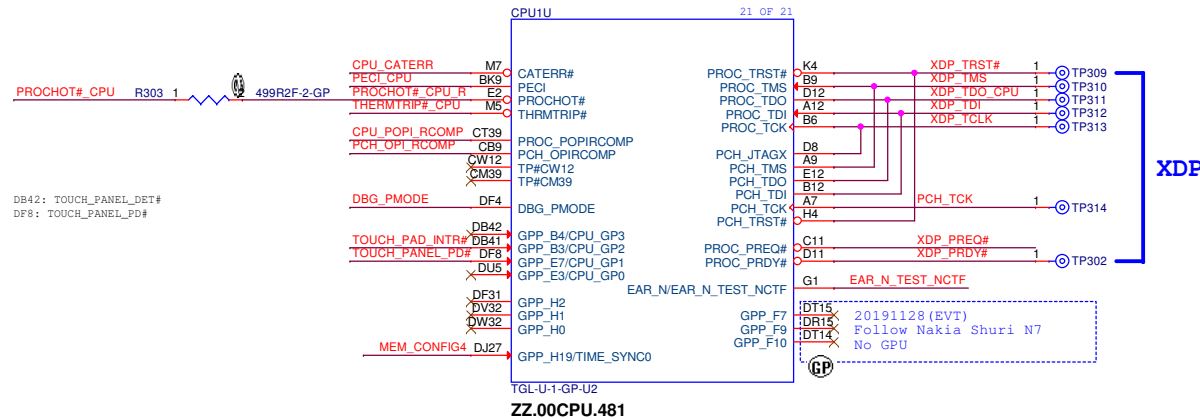 CPU1U
21 OF 21
CPU_CATERR M7 CATERR# PROC_TRST# K4 XDP_TRST# 1 TP309
PECI_CPU BK9 PECI PROC_TMS B9 XDP_TMS 1 TP310
PROCHOT#_CPU R303 1 2 499R2F-2-GP PROCHOT#_CPU_R E2 PROCHOT# PROC_TDO D12 XDP_TDO_CPU 1 TP311
THERMTRIP#_CPU M5 THRMTRIP# PROC_TDI A12 XDP_TDI 1 TP312
PROC_TCK B6 XDP_TCLK 1 TP313
CPU_POPI_RCOMP CT39 PROC_POPIRCOMP
PCH_OPI_RCOMP CB9 PCH_OPIRCOMP PCH_JTAGX D8
CW12 TP#CW12 PCH_TMS A9
CM39 TP#CM39 PCH_TDO E12
PCH_TDI B12
XDP
DB42: TOUCH_PANEL_DET#
DF8: TOUCH_PANEL_PD#
DBG_PMODE DF4 DBG_PMODE PCH_TCK A7 PCH_TCK 1 TP314
PCH_TRST# H4
DB42 GPP_B4/CPU_GP3
TOUCH_PAD_INTR# DB41 GPP_B3/CPU_GP2 PROC_PREQ# C11 XDP_PREQ#
TOUCH_PANEL_PD# DF8 GPP_E7/CPU_GP1 PROC_PRDY# D11 XDP_PRDY# 1 TP302
DU5 GPP_E3/CPU_GP0
EAR_N/EAR_N_TEST_NCTF G1 EAR_N_TEST_NCTF
DF31 GPP_H2
DV32 GPP_H1 GPP_F7 DT15 20191128(EVT)
DW32 GPP_H0 GPP_F9 DR15 Follow Nakia Shuri N7
GPP_F10 DT14 No GPU
MEM_CONFIG4 DJ27 GPP_H19/TIME_SYNC0
GP
TGL-U-1-GP-U2
ZZ.00CPU.481